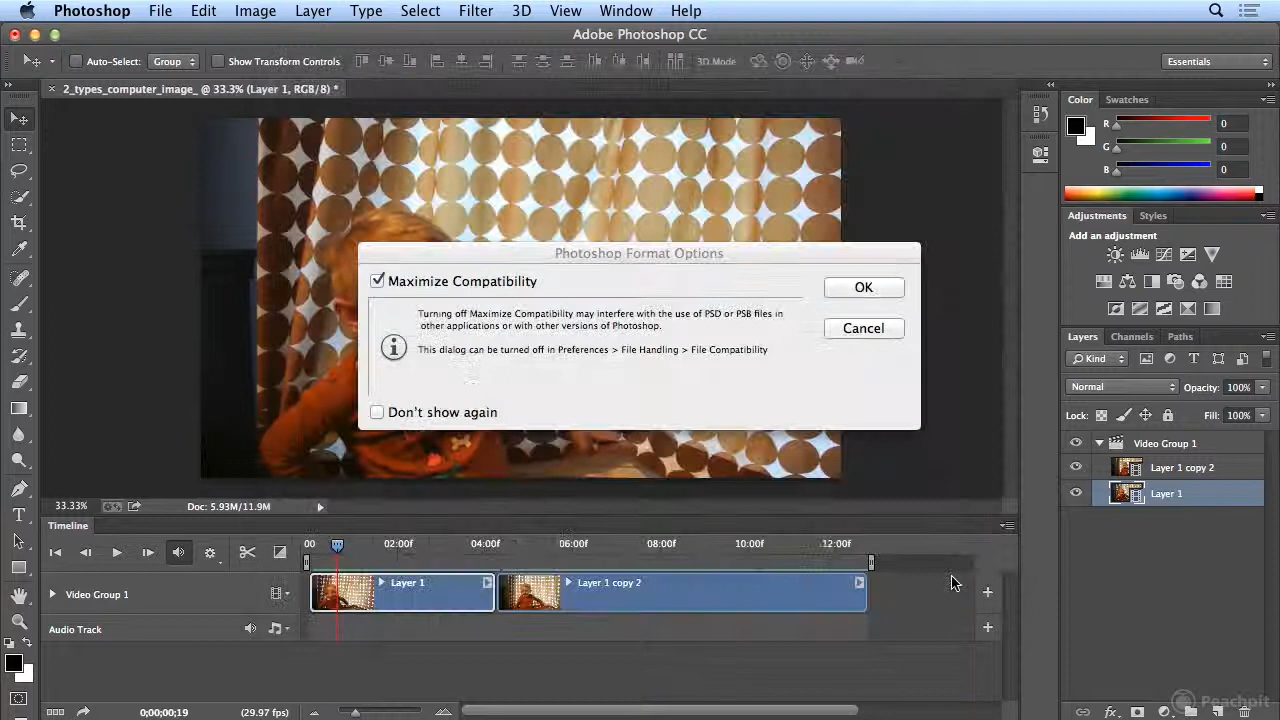 Photoshop File Edit Image Layer Type Select Filter 3D View Window Help
Adobe Photoshop CC
Auto-Select: Group Show Transform Controls 3D Mode Essentials
2_types_computer_image_ @ 33.3% (Layer 1, RGB/8) *
Color Swatches
R 0
G 0
B 0
Adjustments Styles
Add an adjustment
Photoshop Format Options
Maximize Compatibility
OK
Turning off Maximize Compatibility may interfere with the use of PSD or PSB files in
other applications or with other versions of Photoshop.
Cancel
This dialog can be turned off in Preferences > File Handling > File Compatibility
Don't show again
Layers Channels Paths
Kind
Normal Opacity: 100%
Lock: Fill: 100%
Video Group 1
Layer 1 copy 2
Layer 1
33.33% Doc: 5.93M/11.9M
Timeline
00 02:00f 04:00f 06:00f 08:00f 10:00f 12:00f
Video Group 1 Layer 1 Layer 1 copy 2
Audio Track
0;00;00;19 (29.97 fps)
fx
Peachpit